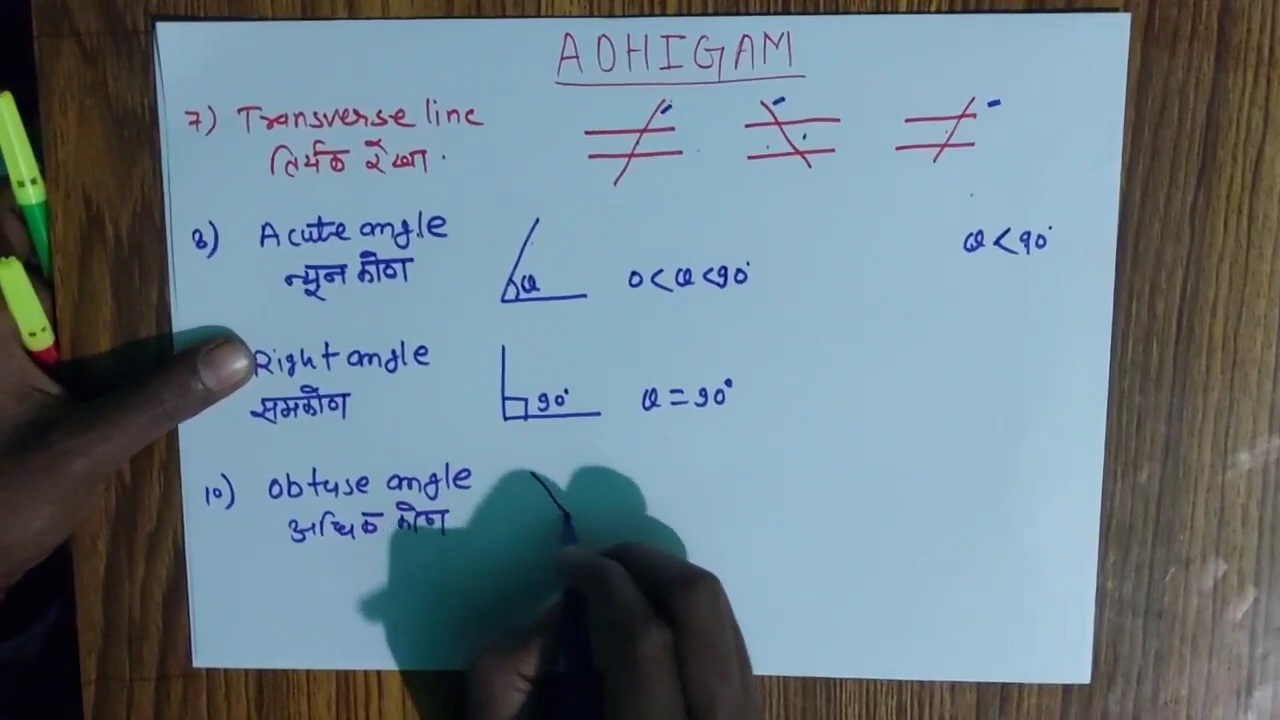 ADHIGAM
7) Transverse line
तिर्यक रेखा
8) Acute angle
न्यून कोण
θ
0<θ<90°
θ<90°
Right angle
समकोण
90°
θ=90°
10) Obtuse angle
अधिक कोण